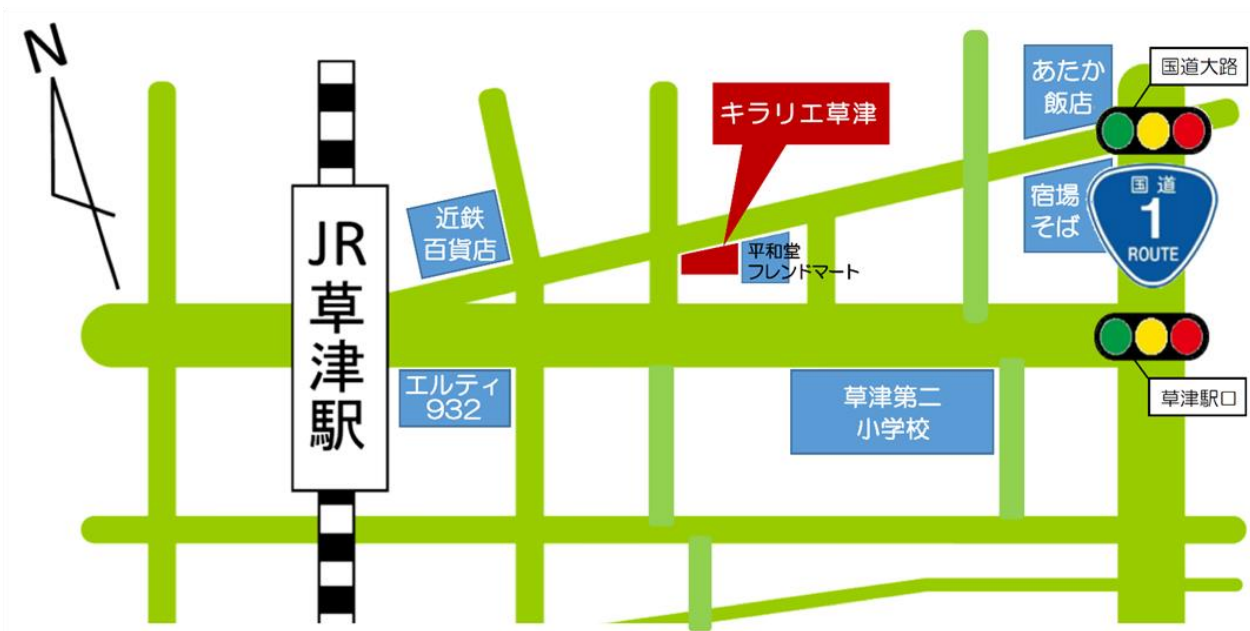 N
国道大路
あたか
飯店
キラリエ草津
国道
1
ROUTE
宿場
そば
近鉄
百貨店
JR草津駅
平和堂
フレンドマート
エルティ
932
草津第二
小学校
草津駅口